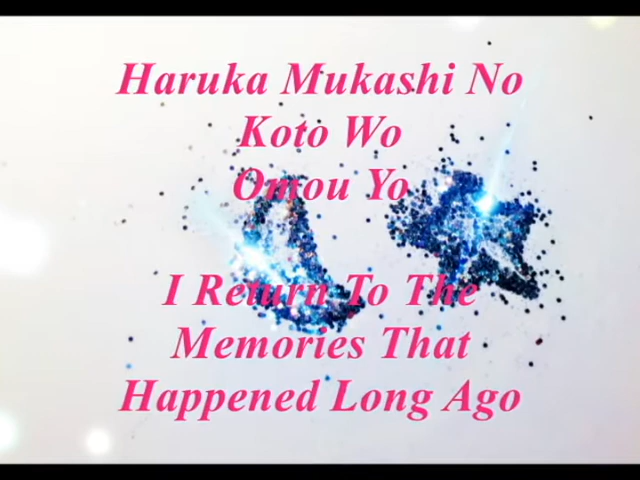 Haruka Mukashi No
Koto Wo
Omou Yo
I Return To The
Memories That
Happened Long Ago